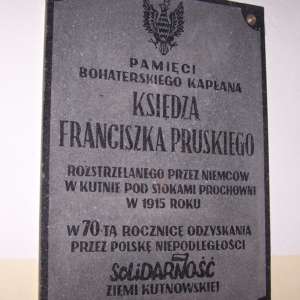 PAMIĘCI
BOHATERSKIEGO KAPŁANA
KSIĘDZA
FRANCISZKA PRUSKIEGO
ROZSTRZELANEGO PRZEZ NIEMCÓW
W KUTNIE POD STOKAMI PROCHOWNI
W 1915 ROKU
W 70-TĄ ROCZNICĘ ODZYSKANIA
PRZEZ POLSKĘ NIEPODLEGŁOŚCI
SOLIDARNOŚĆ
ZIEMI KUTNOWSKIEJ